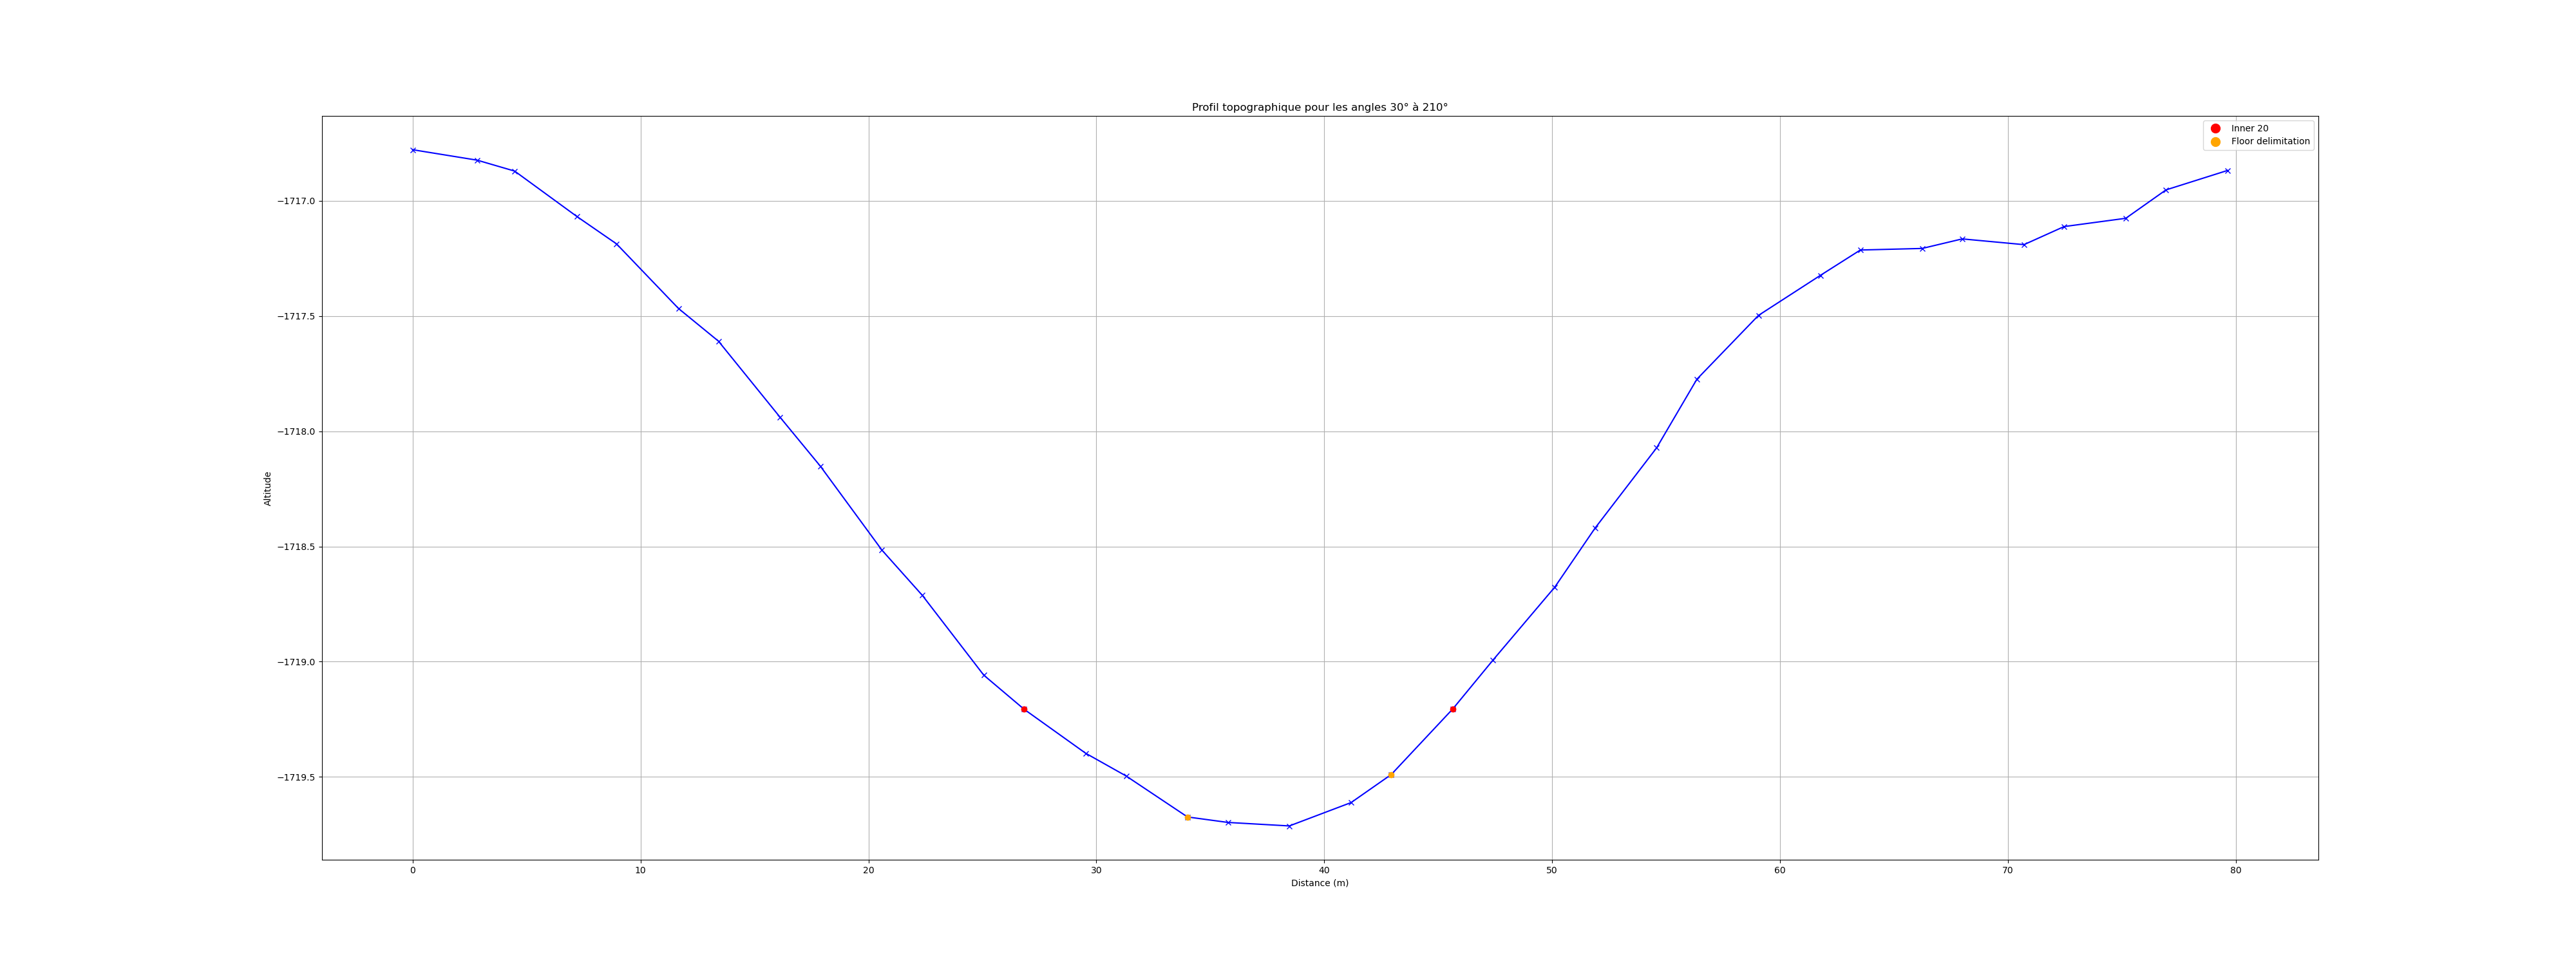 Profil topographique pour les angles 30° à 210°
Inner 20
Floor delimitation
−1717.0
−1717.5
−1718.0
−1718.5
−1719.0
−1719.5
Altitude
0 10 20 30 40 50 60 70 80
Distance (m)